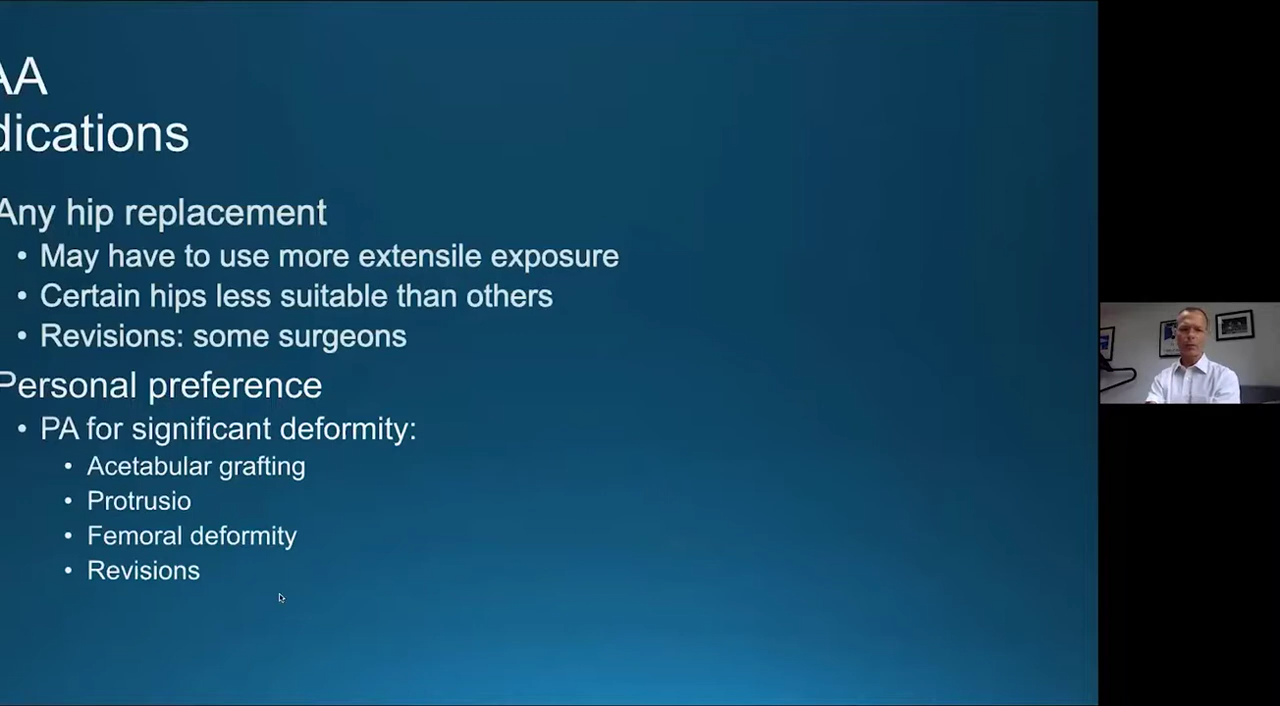 AA
dications
Any hip replacement
• May have to use more extensile exposure
• Certain hips less suitable than others
• Revisions: some surgeons
Personal preference
• PA for significant deformity:
• Acetabular grafting
• Protrusio
• Femoral deformity
• Revisions